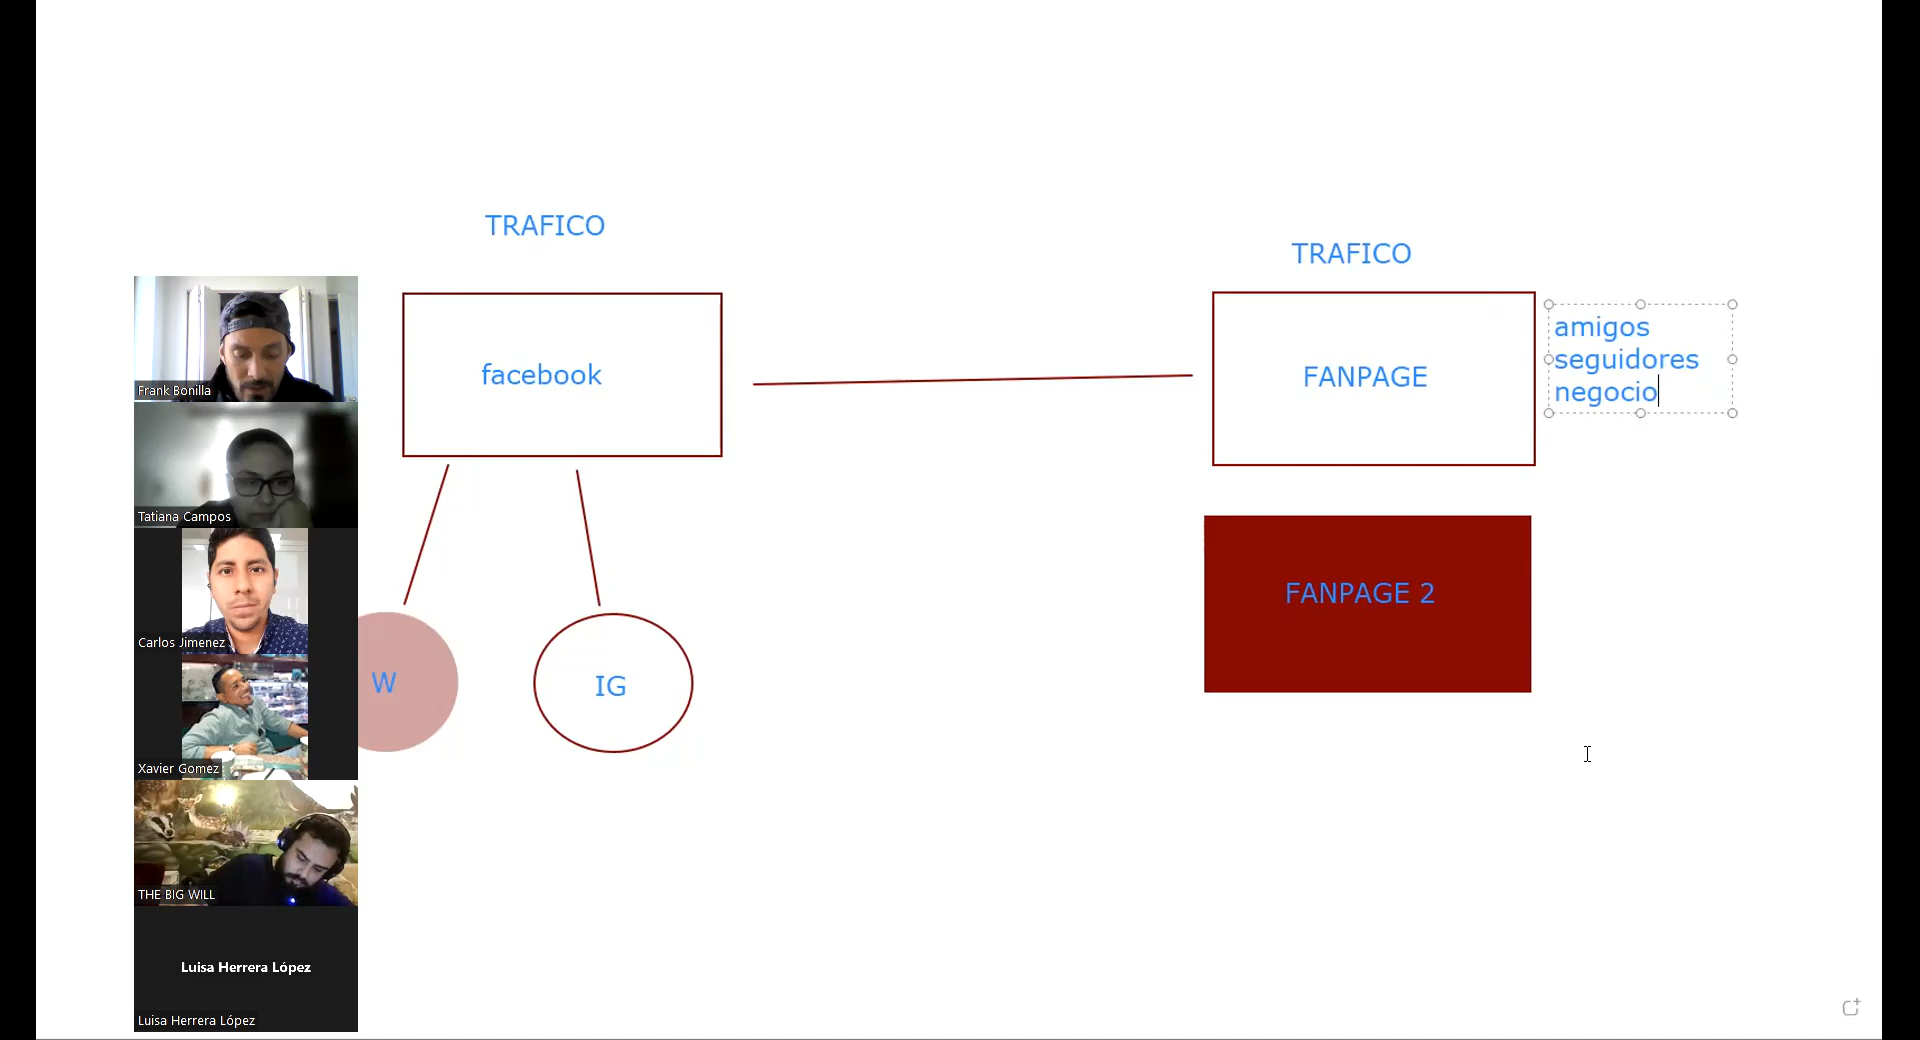 TRAFICO
TRAFICO
facebook
FANPAGE
amigos
seguidores
negocio
FANPAGE 2
W
IG
Frank Bonilla
Tatiana Campos
Carlos Jimenez
Xavier Gomez
THE BIG WILL
Luisa Herrera López
Luisa Herrera López